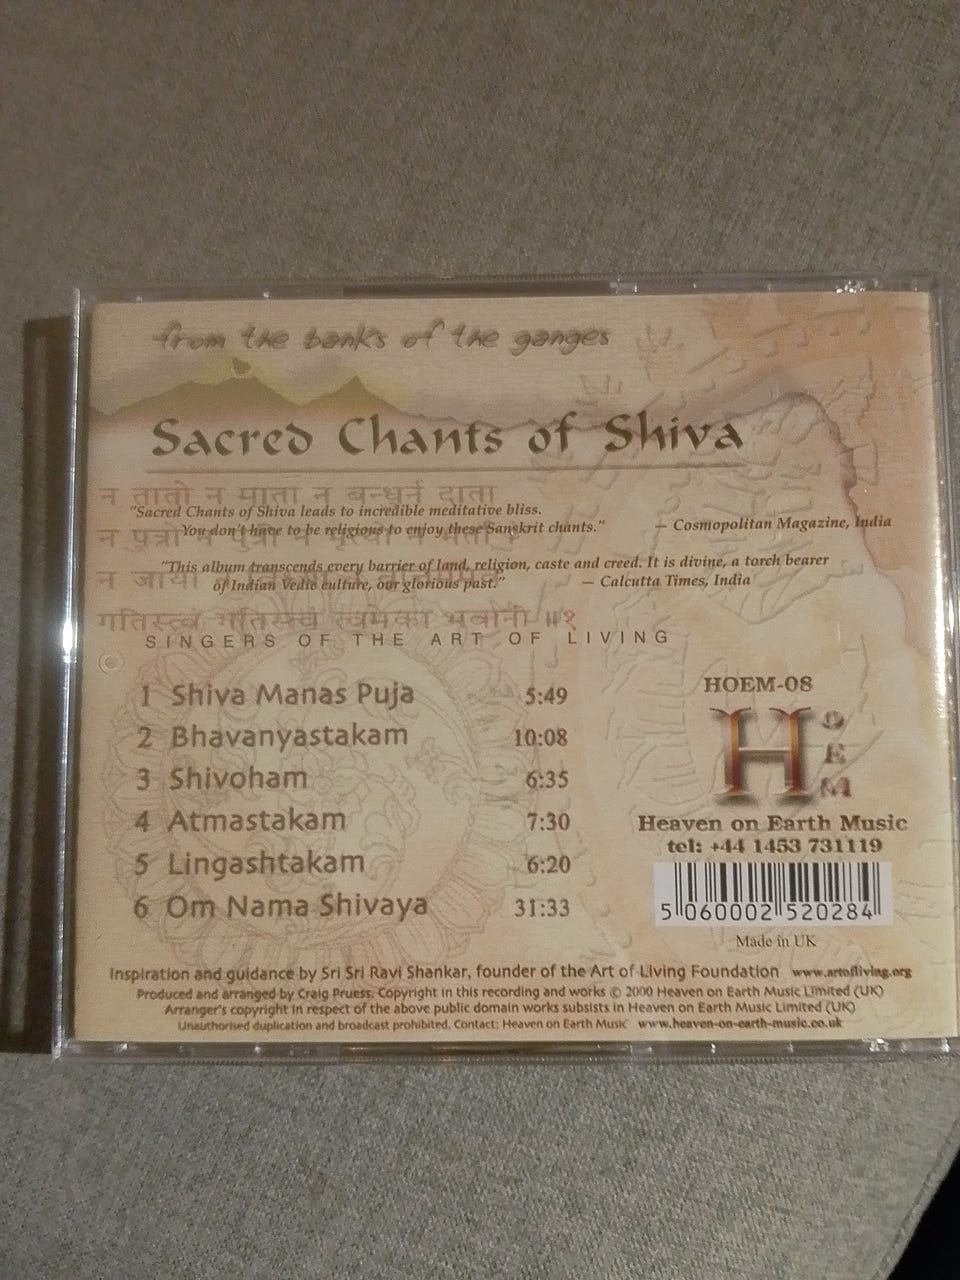 from the banks of the ganges
Sacred Chants of Shiva
न तातो न माता न बन्धुर्न दाता
"Sacred Chants of Shiva leads to incredible meditative bliss.
You don't have to be religious to enjoy these Sanskrit chants."
— Cosmopolitan Magazine, India
न पुत्रो न पुत्री न
"This album transcends every barrier of land, religion, caste and creed. It is divine, a torch bearer
न जाया
of Indian Vedic culture, our glorious past."
— Calcutta Times, India
गतिस्त्वं गतिस्त्वं त्वमेका भवानी ॥१
SINGERS OF THE ART OF LIVING
1 Shiva Manas Puja 5:49
2 Bhavanyastakam 10:08
3 Shivoham 6:35
4 Atmastakam 7:30
5 Lingashtakam 6:20
6 Om Nama Shivaya 31:33
HOEM-08
H O E M
Heaven on Earth Music
tel: +44 1453 731119
5 060002 520284
Made in UK
Inspiration and guidance by Sri Sri Ravi Shankar, founder of the Art of Living Foundation www.artofliving.org
Produced and arranged by Craig Pruess. Copyright in this recording and works © 2000 Heaven on Earth Music Limited (UK)
Arranger's copyright in respect of the above public domain works subsists in Heaven on Earth Music Limited (UK)
Unauthorised duplication and broadcast prohibited. Contact: Heaven on Earth Music www.heaven-on-earth-music.co.uk